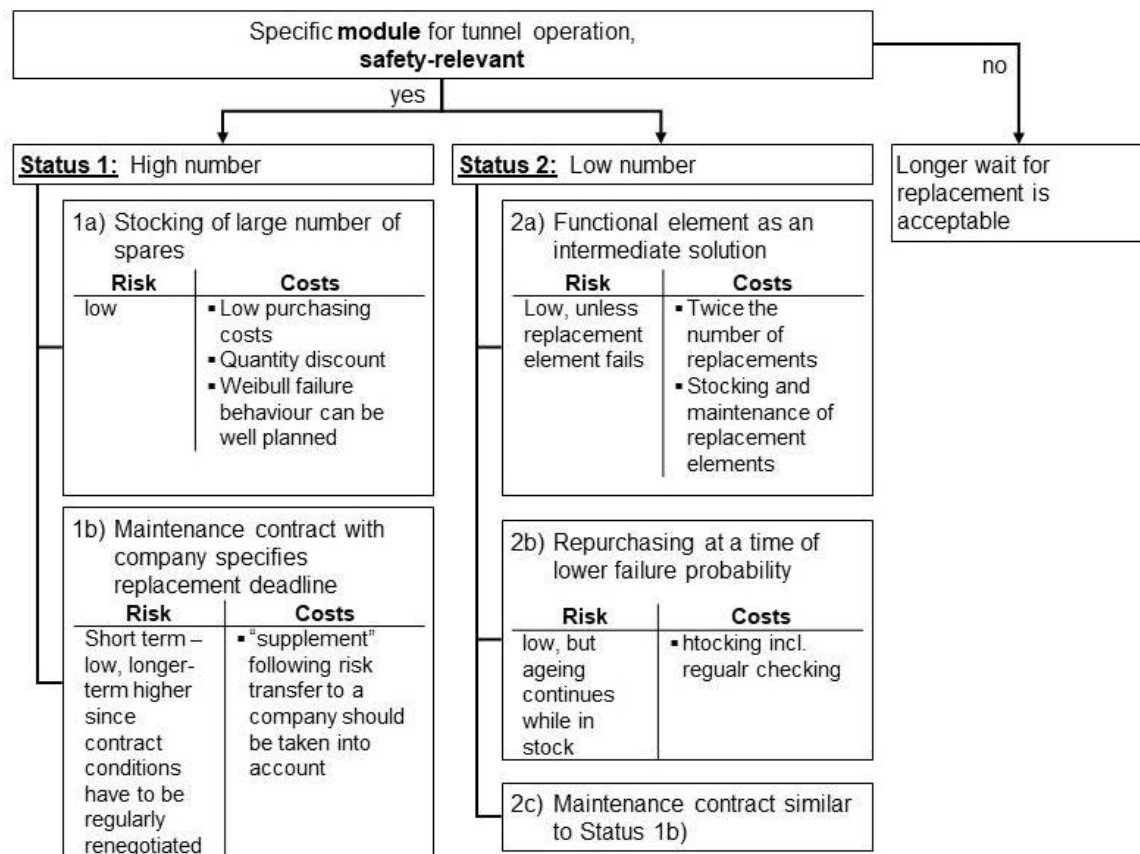 Specific module for tunnel operation,
safety-relevant
yes
no
Status 1: High number
1a) Stocking of large number of
spares
Risk
Costs
low
▪ Low purchasing
costs
▪ Quantity discount
▪ Weibull failure
behaviour can be
well planned
1b) Maintenance contract with
company specifies
replacement deadline
Risk
Costs
Short term –
low, longer-
term higher
since
contract
conditions
have to be
regularly
renegotiated
▪ “supplement”
following risk
transfer to a
company should
be taken into
account
Status 2: Low number
2a) Functional element as an
intermediate solution
Risk
Costs
Low, unless
replacement
element fails
▪ Twice the
number of
replacements
▪ Stocking and
maintenance of
replacement
elements
2b) Repurchasing at a time of
lower failure probability
Risk
Costs
low, but
ageing
continues
while in
stock
▪ htocking incl.
regualr checking
2c) Maintenance contract similar
to Status 1b)
Longer wait for
replacement is
acceptable